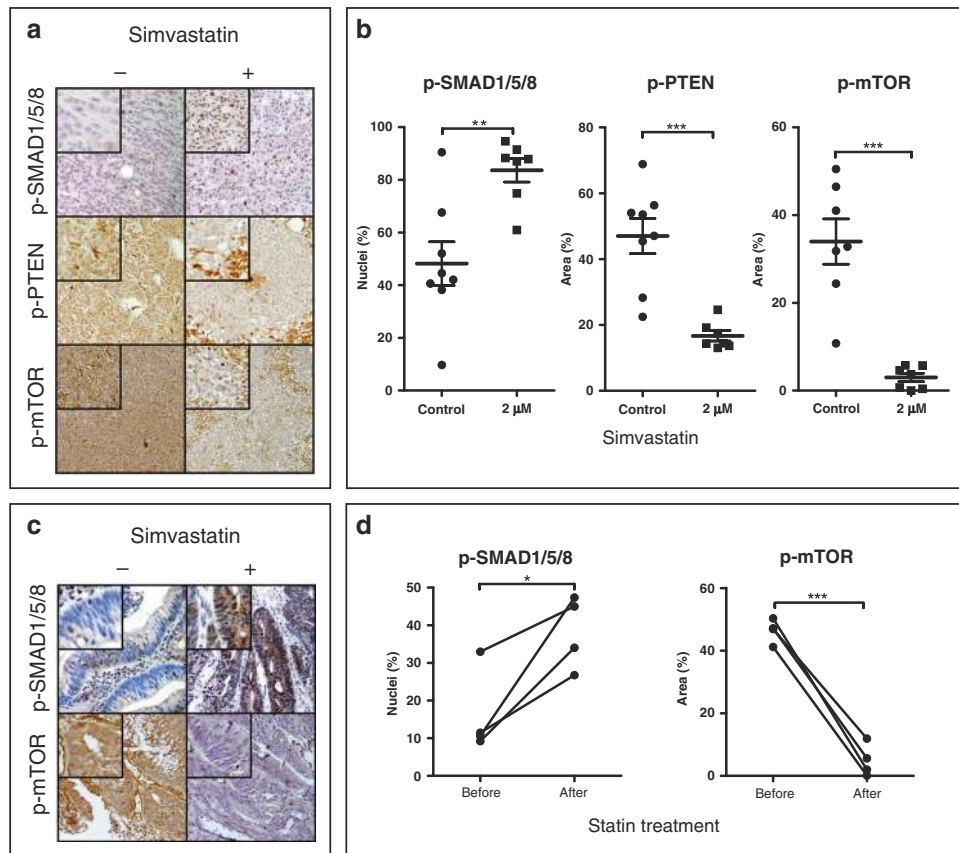 a
Simvastatin
– +
p-SMAD1/5/8
p-PTEN
p-mTOR
b
p-SMAD1/5/8
100
80
60
40
20
0
Nuclei (%)
**
Control 2 µM
p-PTEN
80
60
40
20
0
Area (%)
***
Control 2 µM
p-mTOR
60
40
20
0
Area (%)
***
Control 2 µM
Simvastatin
c
Simvastatin
– +
p-SMAD1/5/8
p-mTOR
d
p-SMAD1/5/8
50
40
30
20
10
0
Nuclei (%)
*
Before After
p-mTOR
60
40
20
0
Area (%)
***
Before After
Statin treatment